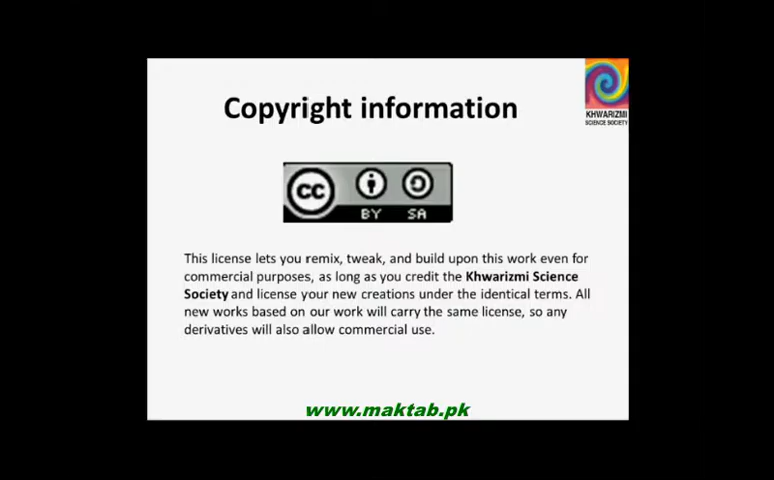 Copyright information
KHWARIZMI
SCIENCE SOCIETY
cc
BY SA
This license lets you remix, tweak, and build upon this work even for
commercial purposes, as long as you credit the Khwarizmi Science
Society and license your new creations under the identical terms. All
new works based on our work will carry the same license, so any
derivatives will also allow commercial use.
www.maktab.pk